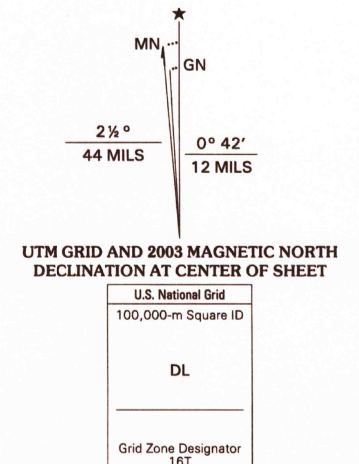 MN
GN
2½°
44 MILS
0° 42′
12 MILS
UTM GRID AND 2003 MAGNETIC NORTH
DECLINATION AT CENTER OF SHEET
U.S. National Grid
100,000-m Square ID
DL
Grid Zone Designator
16T